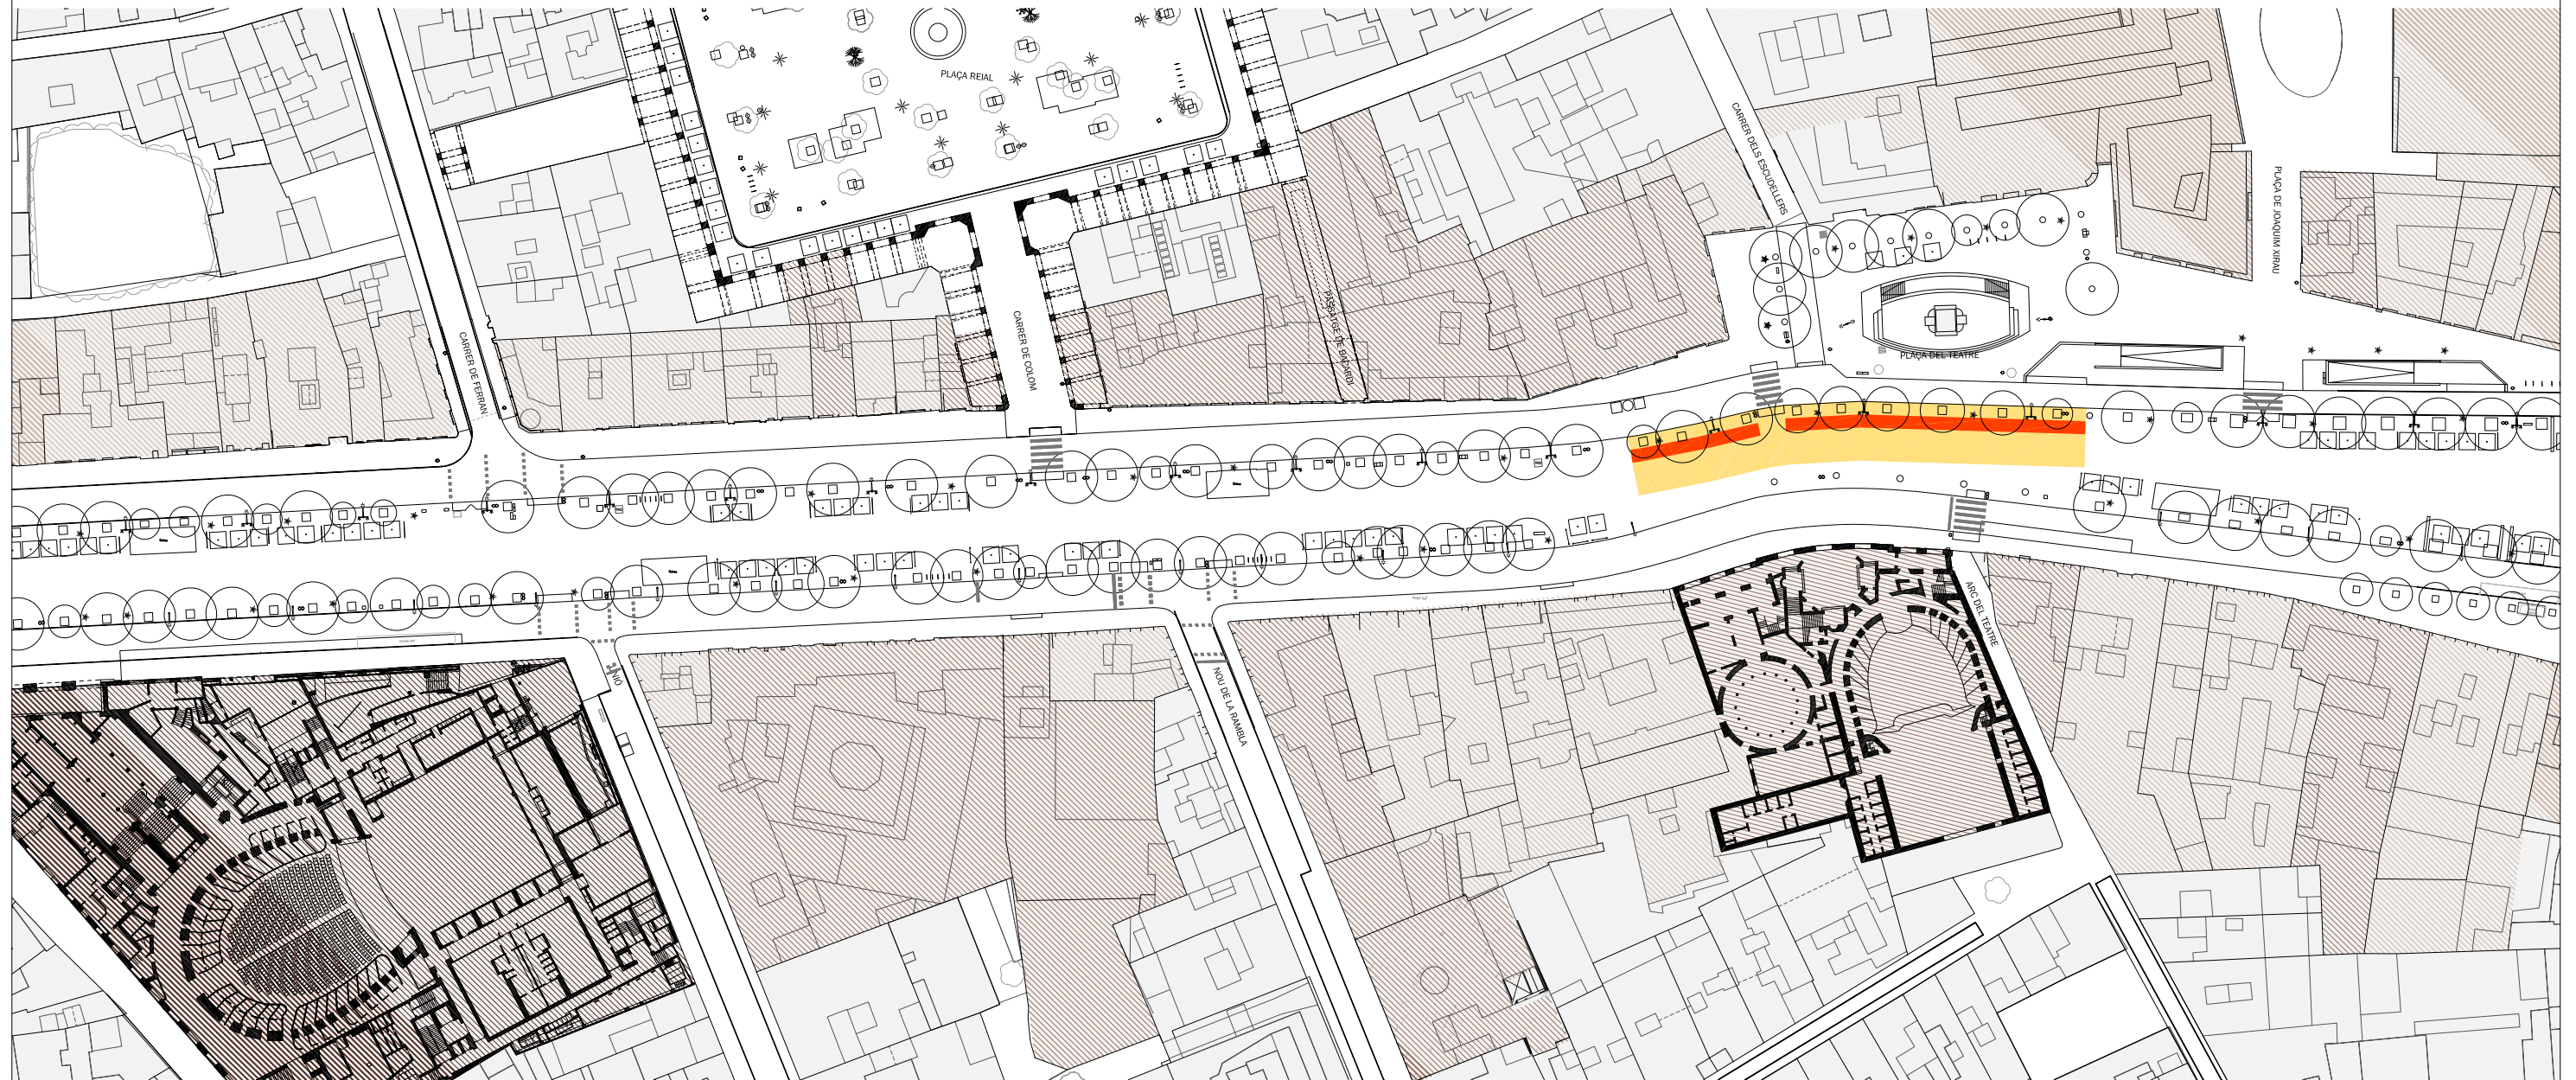 PLAÇA REIAL
CARRER DELS ESCUDELLERS
PLAÇA DE JOAQUIM XIRAU
CARRER DE FERRAN
CARRER DE COLOM
PASSATGE DE BACARDÍ
PLAÇA DEL TEATRE
UNIÓ
NOU DE LA RAMBLA
ARC DEL TEATRE